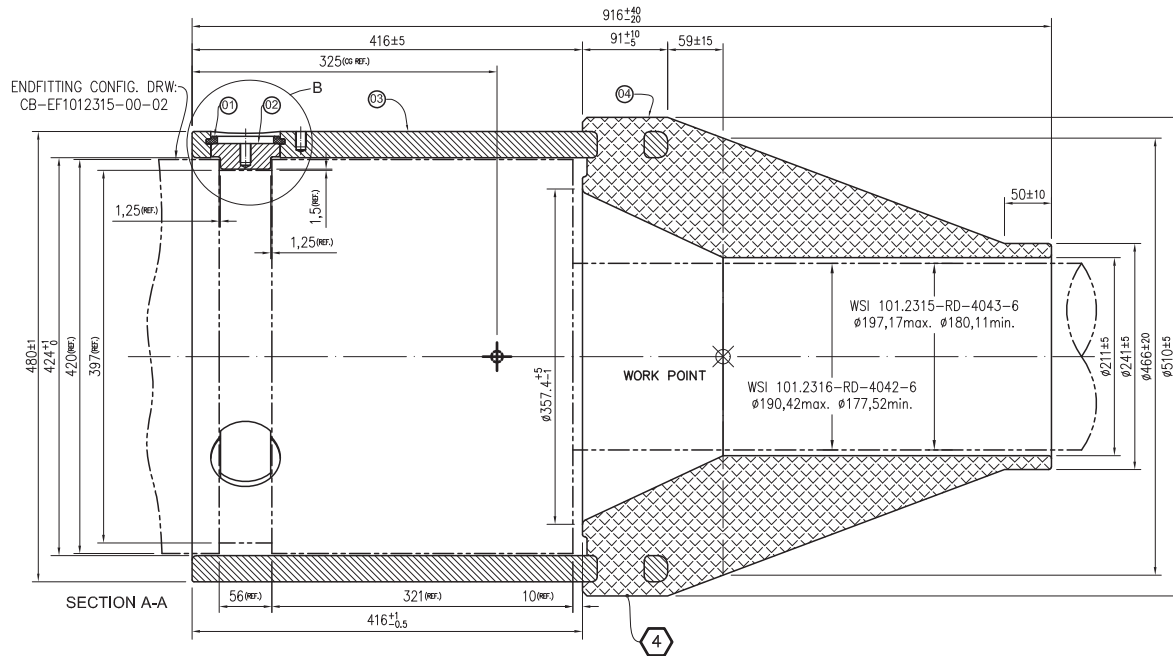 916+40-20
416±5
91+10-5
59±15
325(CG REF.)
ENDFITTING CONFIG. DRW:
CB-EF1012315-00-02
01
02
B
03
04
50±10
1,25(REF.)
1,5(REF.)
1,25(REF.)
480±1
424+1 0
420(REF.)
397(REF.)
ø357.4+5-1
WORK POINT
WSI 101.2315-RD-4043-6
ø197,17max. ø180,11min.
WSI 101.2316-RD-4042-6
ø190,42max. ø177,52min.
ø211±5
ø241±5
ø466±20
ø510±5
SECTION A-A
56(REF.)
321(REF.)
10(REF.)
416+1-0.5
4